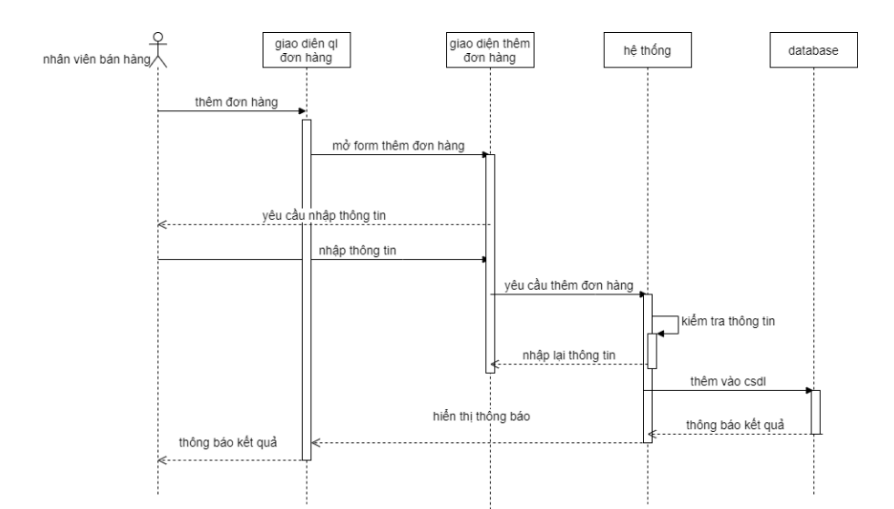 nhân viên bán hàng
giao diên ql
đơn hàng
giao diện thêm
đơn hàng
hệ thống
database
thêm đơn hàng
mở form thêm đơn hàng
yêu cầu nhập thông tin
nhập thông tin
yêu cầu thêm đơn hàng
kiểm tra thông tin
nhập lại thông tin
thêm vào csdl
hiển thị thông báo
thông báo kết quả
thông báo kết quả